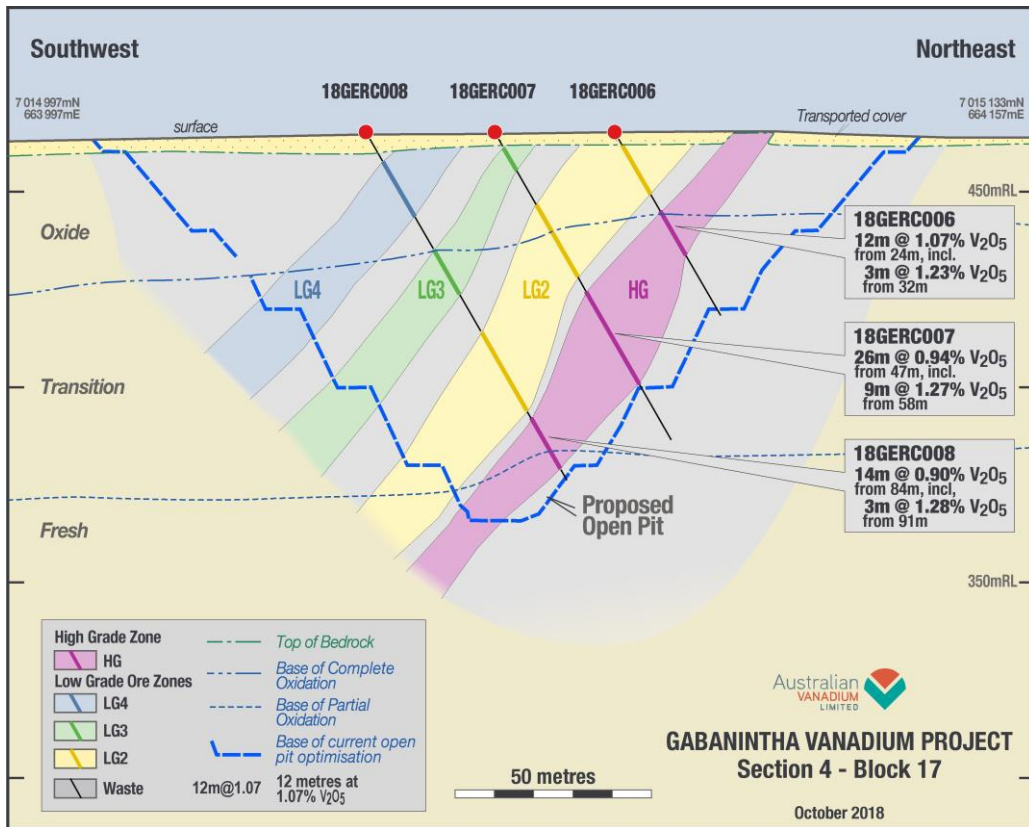 Southwest
Northeast
7 014 997mN
663 997mE
18GERC008
18GERC007
18GERC006
7 015 133mN
664 157mE
surface
Transported cover
450mRL
Oxide
18GERC006
12m @ 1.07% V₂O₅
from 24m, incl.
3m @ 1.23% V₂O₅
from 32m
LG4
LG3
LG2
HG
18GERC007
26m @ 0.94% V₂O₅
from 47m, incl.
9m @ 1.27% V₂O₅
from 58m
Transition
18GERC008
14m @ 0.90% V₂O₅
from 84m, incl,
3m @ 1.28% V₂O₅
from 91m
Proposed
Open Pit
Fresh
350mRL
High Grade Zone
HG
Low Grade Ore Zones
LG4
LG3
LG2
Waste
Top of Bedrock
Base of Complete
Oxidation
Base of Partial
Oxidation
Base of current open
pit optimisation
12m@1.07
12 metres at
1.07% V₂O₅
50 metres
Australian
VANADIUM
LIMITED
GABANINTHA VANADIUM PROJECT
Section 4 - Block 17
October 2018